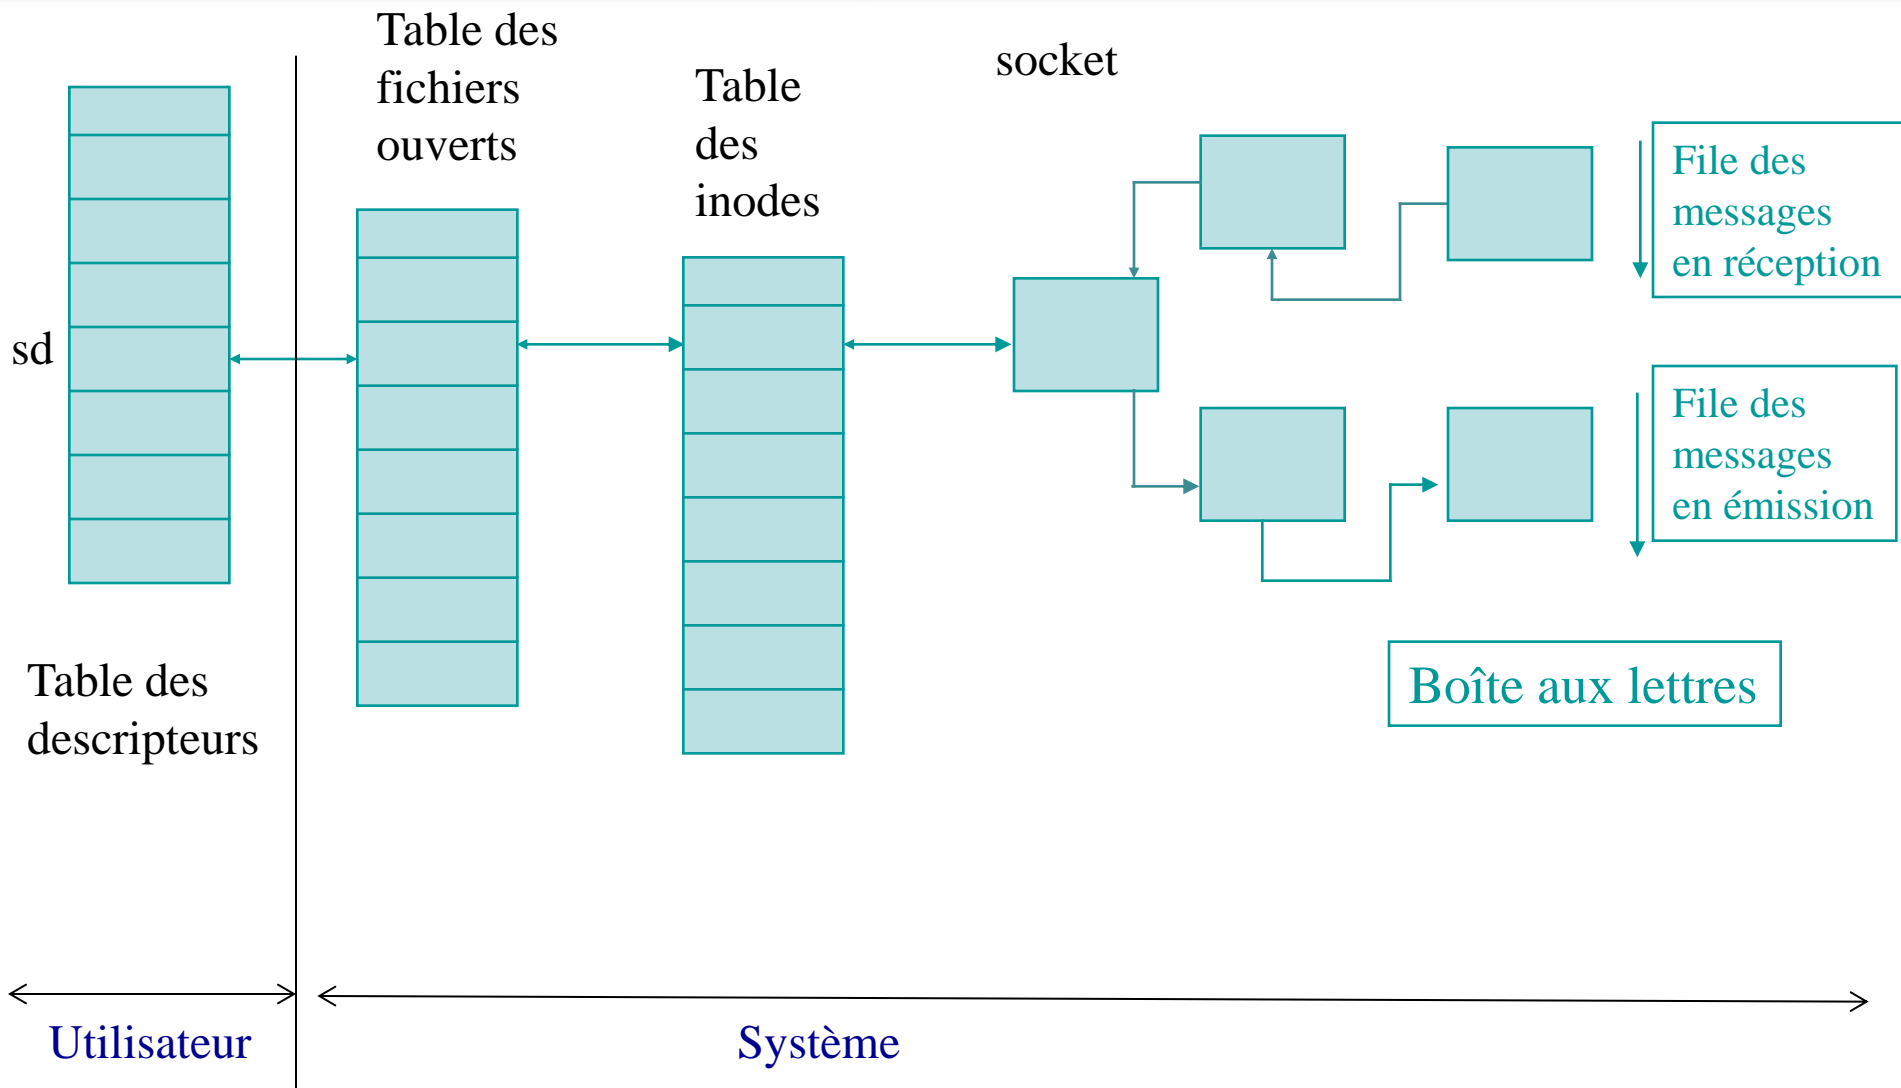 Table des
fichiers
ouverts
Table
des
inodes
socket
File des
messages
en réception
sd
File des
messages
en émission
Table des
descripteurs
Boîte aux lettres
Utilisateur
Système